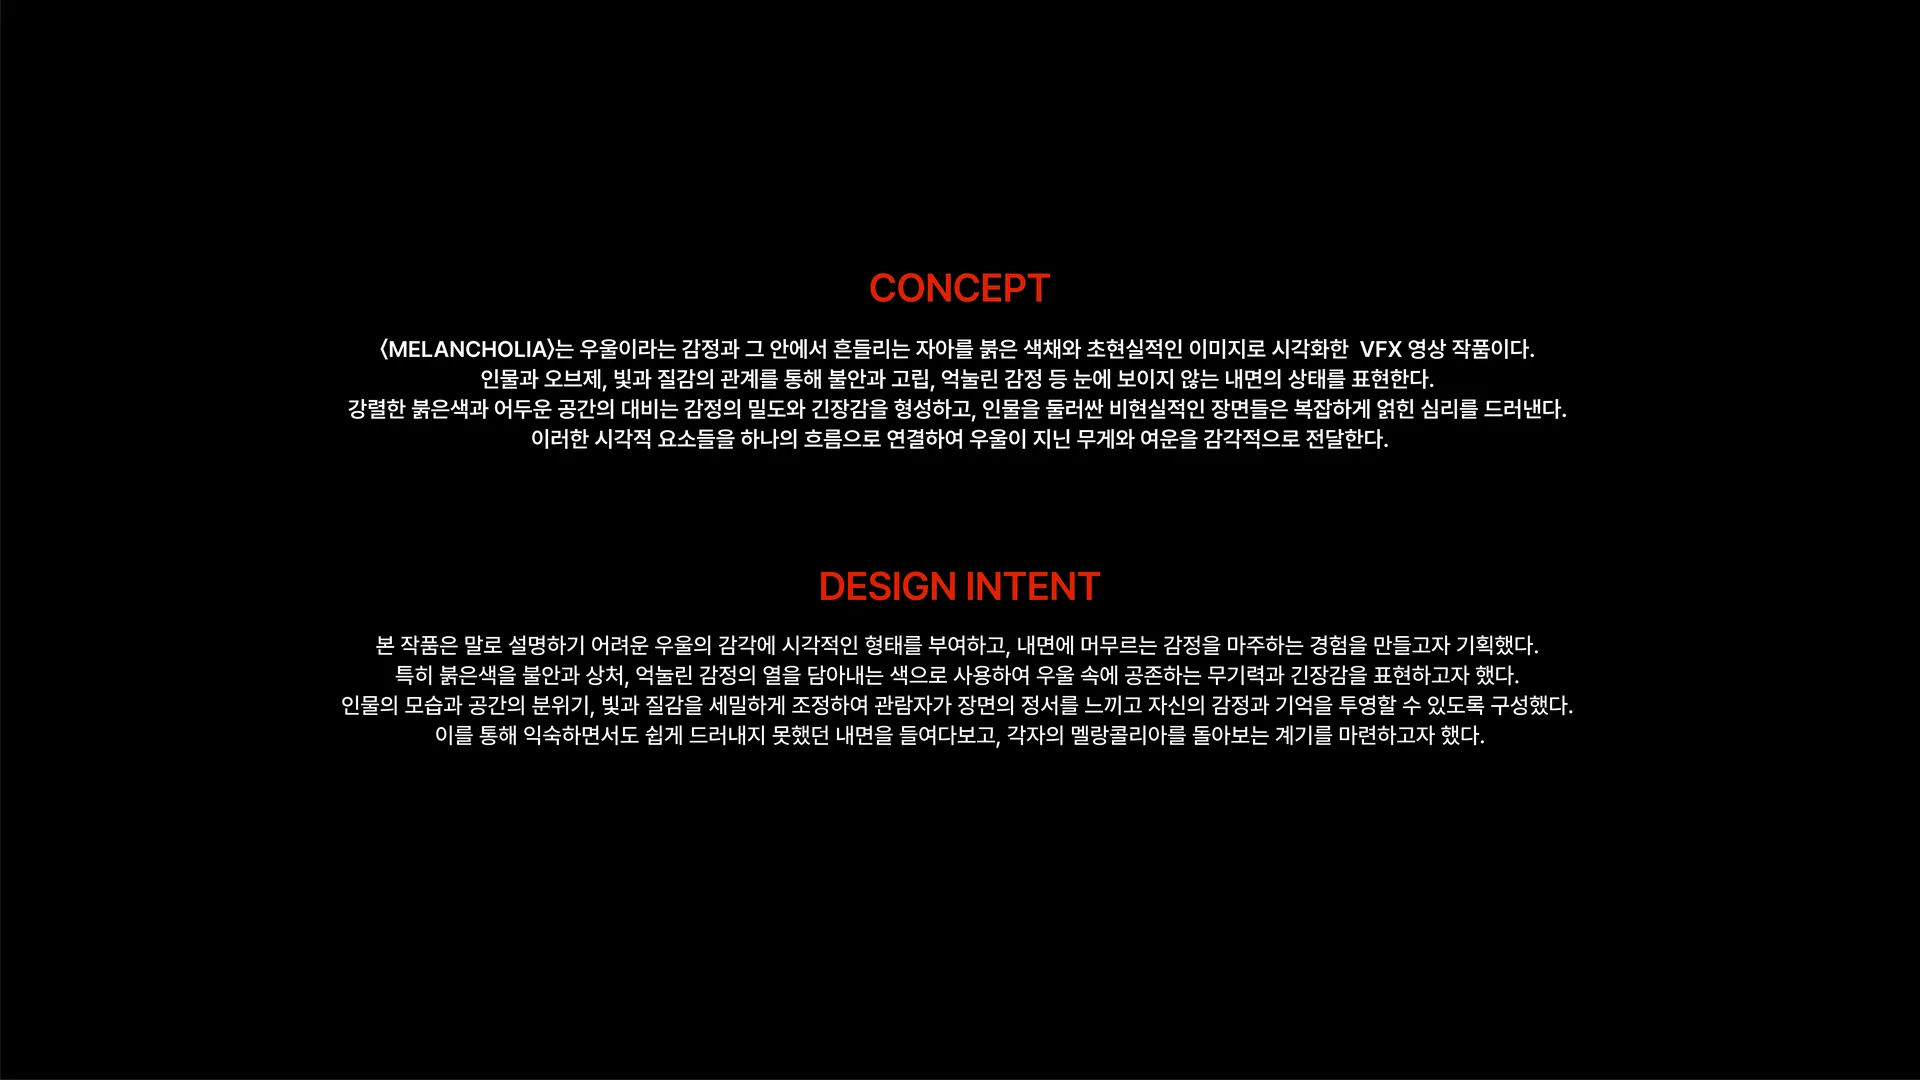 CONCEPT
〈MELANCHOLIA〉는 우울이라는 감정과 그 안에서 흔들리는 자아를 붉은 색채와 초현실적인 이미지로 시각화한  VFX 영상 작품이다.
인물과 오브제, 빛과 질감의 관계를 통해 불안과 고립, 억눌린 감정 등 눈에 보이지 않는 내면의 상태를 표현한다.
강렬한 붉은색과 어두운 공간의 대비는 감정의 밀도와 긴장감을 형성하고, 인물을 둘러싼 비현실적인 장면들은 복잡하게 얽힌 심리를 드러낸다.
이러한 시각적 요소들을 하나의 흐름으로 연결하여 우울이 지닌 무게와 여운을 감각적으로 전달한다.
DESIGN INTENT
본 작품은 말로 설명하기 어려운 우울의 감각에 시각적인 형태를 부여하고, 내면에 머무르는 감정을 마주하는 경험을 만들고자 기획했다.
특히 붉은색을 불안과 상처, 억눌린 감정의 열을 담아내는 색으로 사용하여 우울 속에 공존하는 무기력과 긴장감을 표현하고자 했다.
인물의 모습과 공간의 분위기, 빛과 질감을 세밀하게 조정하여 관람자가 장면의 정서를 느끼고 자신의 감정과 기억을 투영할 수 있도록 구성했다.
이를 통해 익숙하면서도 쉽게 드러내지 못했던 내면을 들여다보고, 각자의 멜랑콜리아를 돌아보는 계기를 마련하고자 했다.